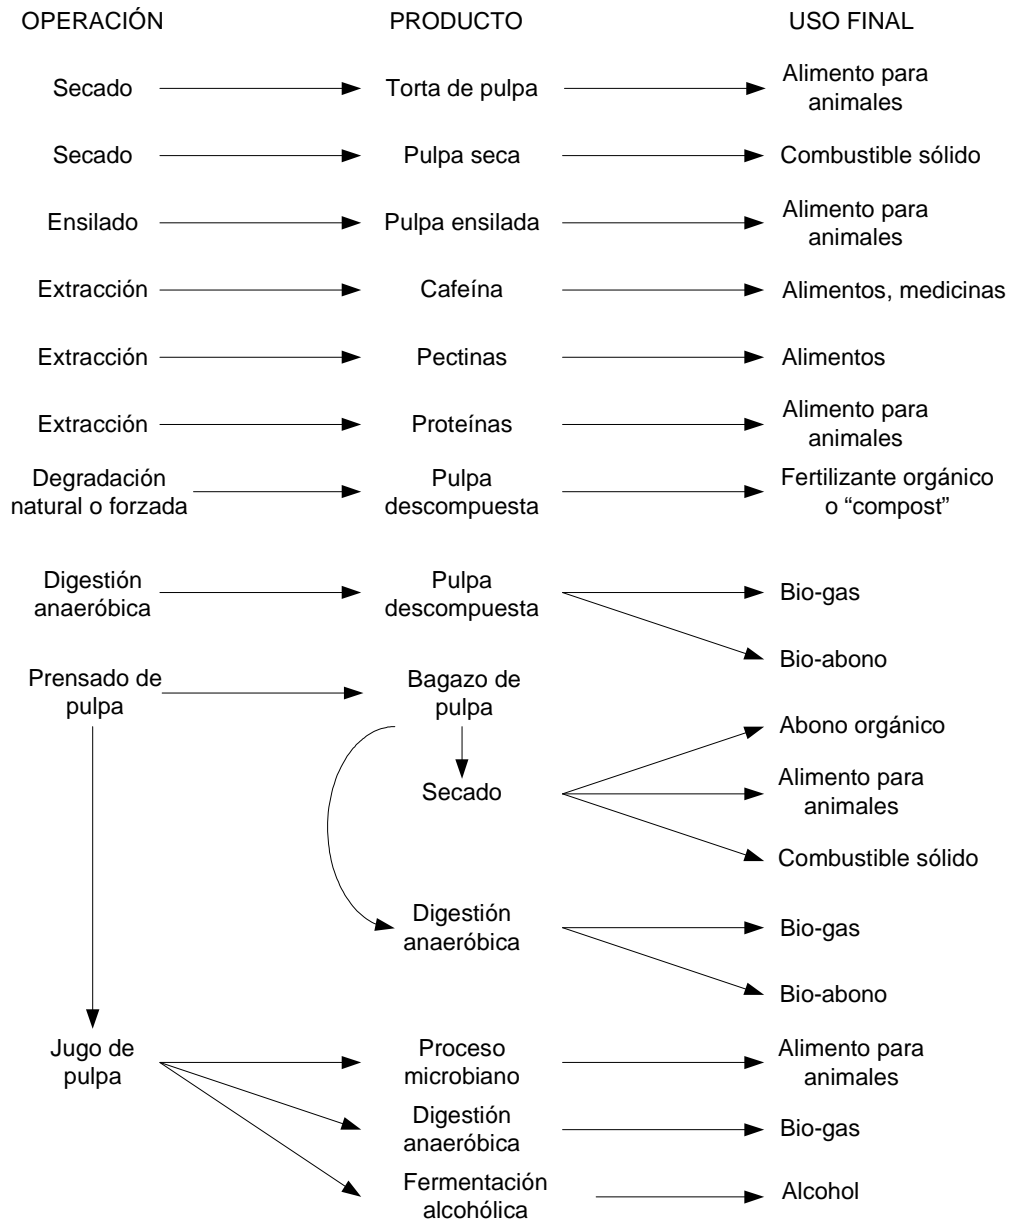 OPERACIÓN PRODUCTO USO FINAL
Secado Torta de pulpa Alimento para
animales
Secado Pulpa seca Combustible sólido
Ensilado Pulpa ensilada Alimento para
animales
Extracción Cafeína Alimentos, medicinas
Extracción Pectinas Alimentos
Extracción Proteínas Alimento para
animales
Degradación Pulpa Fertilizante orgánico
natural o forzada descompuesta o “compost”
Digestión Pulpa Bio-gas
anaeróbica descompuesta
Bio-abono
Prensado de Bagazo de
pulpa pulpa
Abono orgánico
Secado Alimento para
animales
Combustible sólido
Digestión Bio-gas
anaeróbica
Bio-abono
Jugo de Proceso Alimento para
pulpa microbiano animales
Digestión Bio-gas
anaeróbica
Fermentación Alcohol
alcohólica